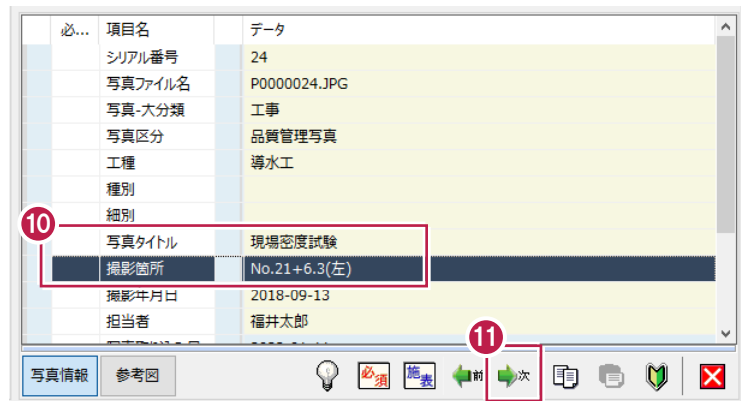 必... 項目名 データ
シリアル番号 24
写真ファイル名 P0000024.JPG
写真-大分類 工事
写真区分 品質管理写真
工種 導水工
種別
細別
10
写真タイトル 現場密度試験
撮影箇所 No.21+6.3(左)
撮影年月日 2018-09-13
担当者 福井太郎
11
写真情報 参考図 必須 施表 前 次